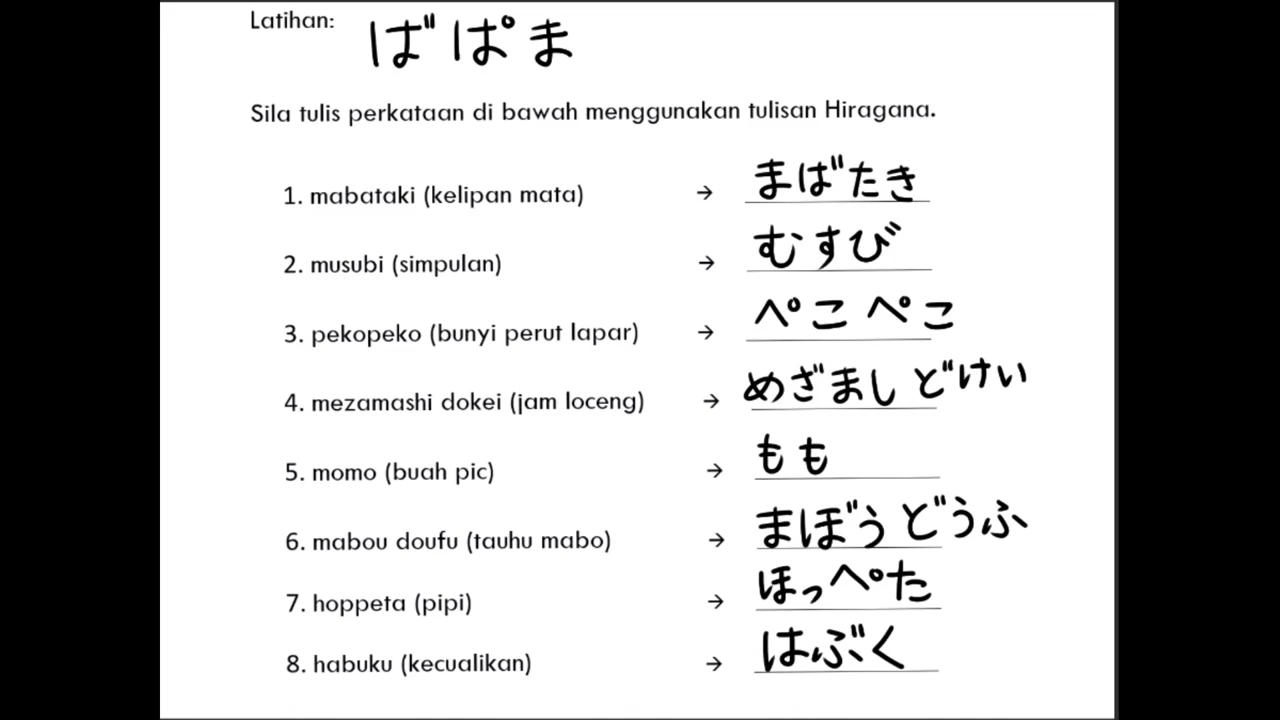 Latihan: ば ぱ ま
Sila tulis perkataan di bawah menggunakan tulisan Hiragana.
1. mabataki (kelipan mata) → まばたき
2. musubi (simpulan) → むすび
3. pekopeko (bunyi perut lapar) → ぺこ ぺこ
4. mezamashi dokei (jam loceng) → めざまし どけい
5. momo (buah pic) → もも
6. mabou doufu (tauhu mabo) → まぼう どうふ
7. hoppeta (pipi) → ほっぺた
8. habuku (kecualikan) → はぶく